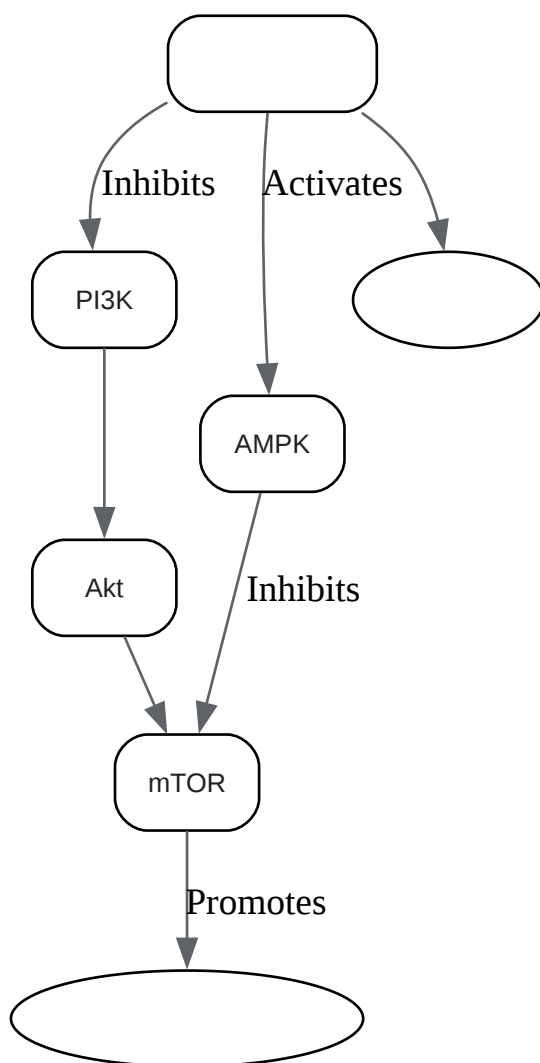 Inhibits
Activates
PI3K
AMPK
Akt
Inhibits
mTOR
Promotes